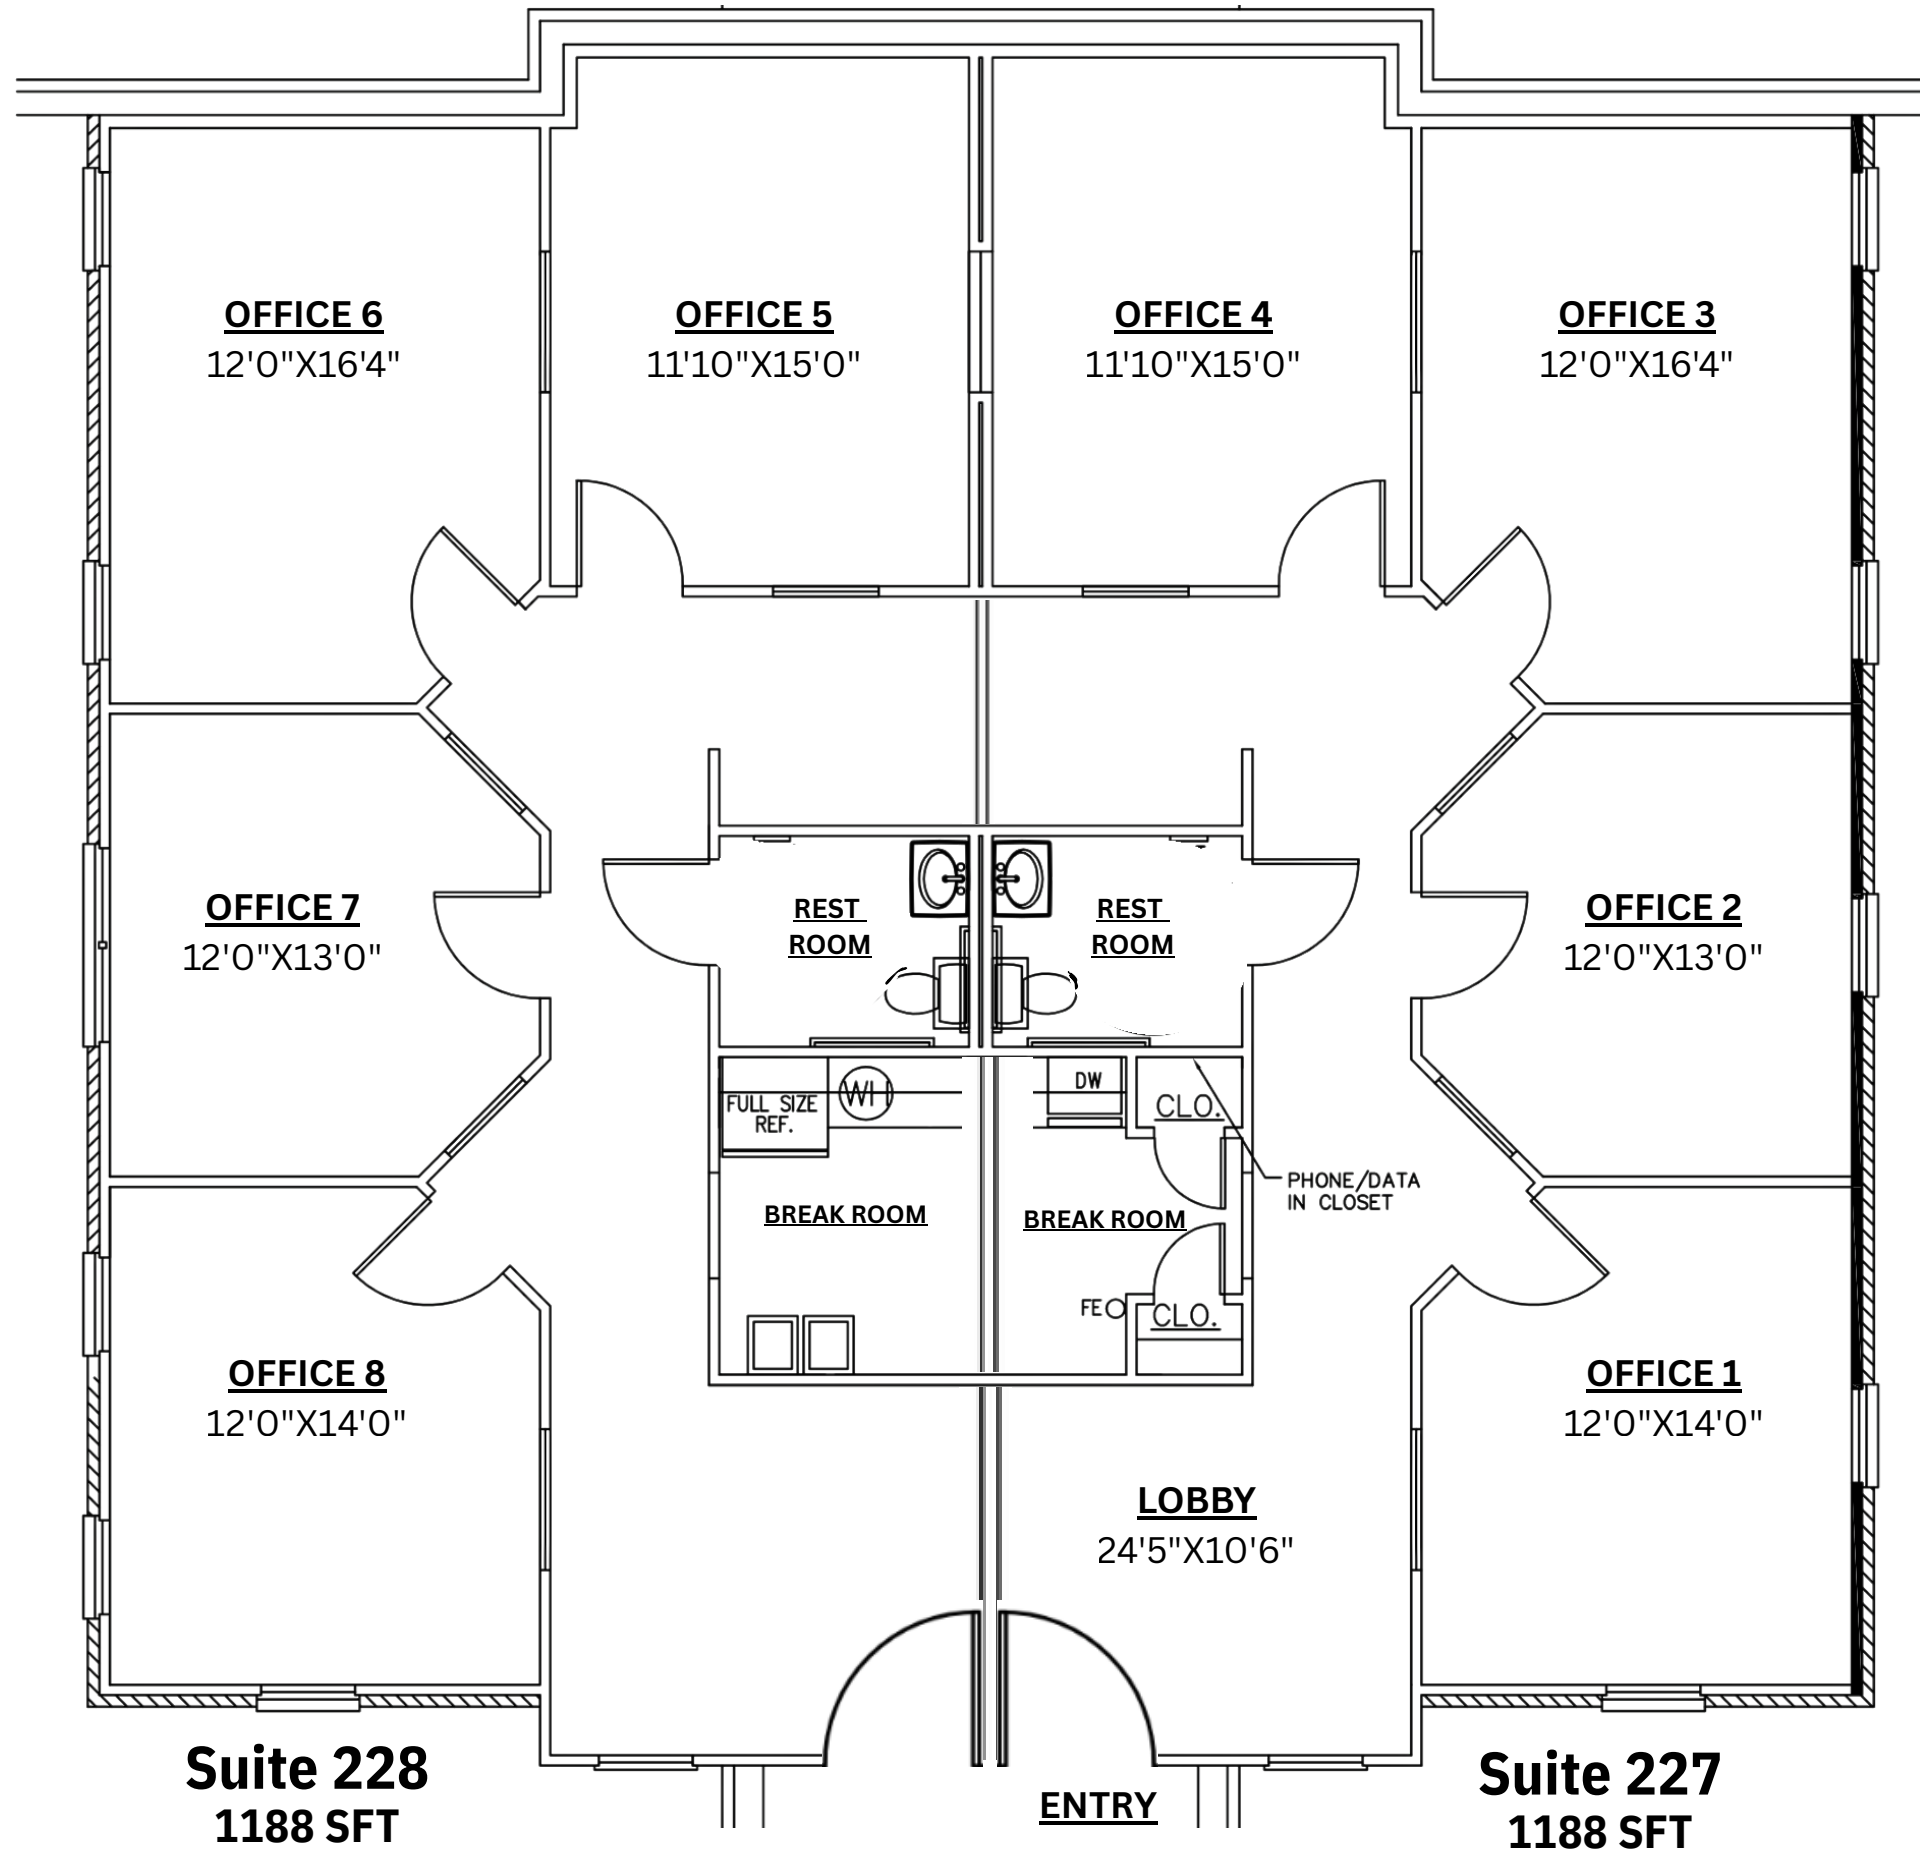 OFFICE 6
12'0"X16'4"
OFFICE 5
11'10"X15'0"
OFFICE 4
11'10"X15'0"
OFFICE 3
12'0"X16'4"
OFFICE 7
12'0"X13'0"
REST
ROOM
REST
ROOM
OFFICE 2
12'0"X13'0"
FULL SIZE
REF.
WH
DW
CLO.
PHONE/DATA
IN CLOSET
BREAK ROOM
BREAK ROOM
FE
CLO.
OFFICE 8
12'0"X14'0"
OFFICE 1
12'0"X14'0"
LOBBY
24'5"X10'6"
ENTRY
Suite 228
1188 SFT
Suite 227
1188 SFT